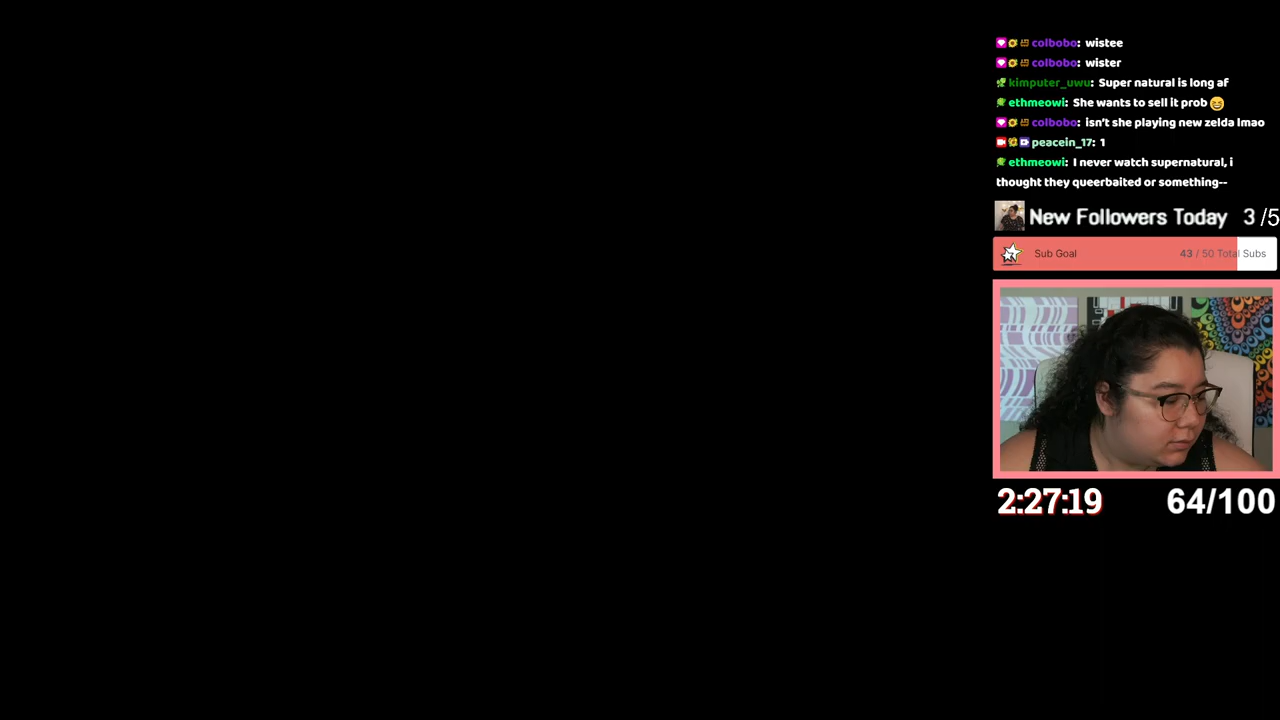 colbobo: wistee
colbobo: wister
kimputer_uwu: Super natural is long af
ethmeowi: She wants to sell it prob
colbobo: isn't she playing new zelda lmao
peacein_17: 1
ethmeowi: I never watch supernatural, i
thought they queerbaited or something--
New Followers Today 3 /5
Sub Goal 43 / 50 Total Subs
2:27:19 64/100